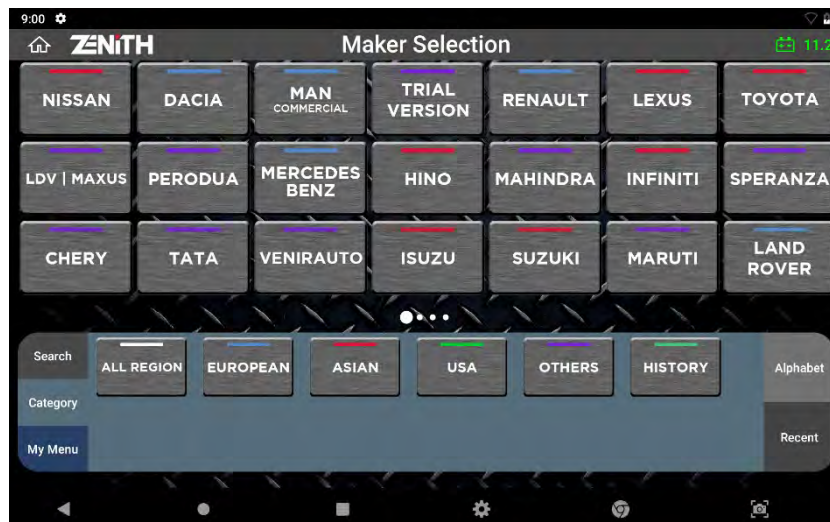 9:00
ZENITH
Maker Selection
11.2
NISSAN
DACIA
MAN
COMMERCIAL
TRIAL
VERSION
RENAULT
LEXUS
TOYOTA
LDV | MAXUS
PERODUA
MERCEDES
BENZ
HINO
MAHINDRA
INFINITI
SPERANZA
CHERY
TATA
VENIRAUTO
ISUZU
SUZUKI
MARUTI
LAND
ROVER
Search
Category
My Menu
ALL REGION
EUROPEAN
ASIAN
USA
OTHERS
HISTORY
Alphabet
Recent